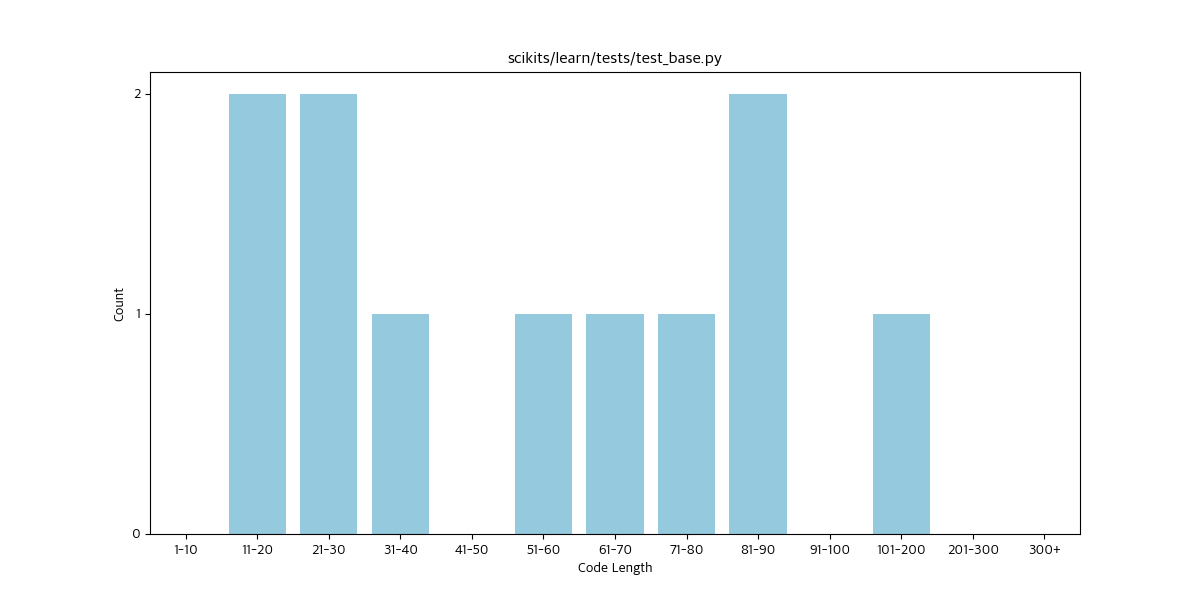 scikits/learn/tests/test_base.py
2
1
0
Count
1-10 11-20 21-30 31-40 41-50 51-60 61-70 71-80 81-90 91-100 101-200 201-300 300+
Code Length